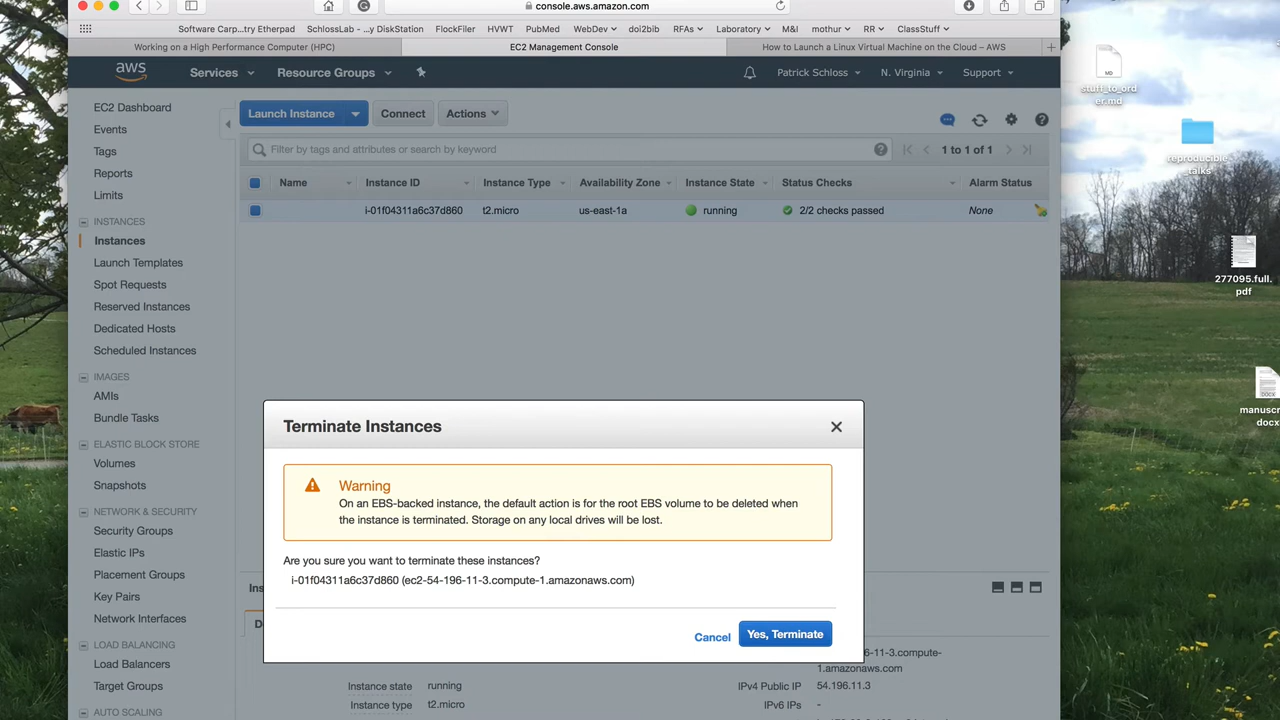 console.aws.amazon.com
Software Carp...try Etherpad SchlossLab - ...y DiskStation FlockFiler HVWT PubMed WebDev doi2bib RFAs Laboratory M&I mothur RR ClassStuff
Working on a High Performance Computer (HPC) EC2 Management Console How to Launch a Linux Virtual Machine on the Cloud – AWS
aws Services Resource Groups Patrick Schloss N. Virginia Support
EC2 Dashboard
Events
Tags
Reports
Limits
INSTANCES
Instances
Launch Templates
Spot Requests
Reserved Instances
Dedicated Hosts
Scheduled Instances
IMAGES
AMIs
Bundle Tasks
ELASTIC BLOCK STORE
Volumes
Snapshots
NETWORK & SECURITY
Security Groups
Elastic IPs
Placement Groups
Key Pairs
Network Interfaces
LOAD BALANCING
Load Balancers
Target Groups
AUTO SCALING
Launch Instance Connect Actions
Filter by tags and attributes or search by keyword 1 to 1 of 1
Name Instance ID Instance Type Availability Zone Instance State Status Checks Alarm Status
i-01f04311a6c37d860 t2.micro us-east-1a running 2/2 checks passed None
Terminate Instances
Warning
On an EBS-backed instance, the default action is for the root EBS volume to be deleted when
the instance is terminated. Storage on any local drives will be lost.
Are you sure you want to terminate these instances?
i-01f04311a6c37d860 (ec2-54-196-11-3.compute-1.amazonaws.com)
Cancel Yes, Terminate
Ins
D
6-11-3.compute-
1.amazonaws.com
Instance state running IPv4 Public IP 54.196.11.3
Instance type t2.micro IPv6 IPs -
MD
stuff_to_ord
er.md
reproducible
_talks
277095.full.
pdf
DOCX
manuscr
docx